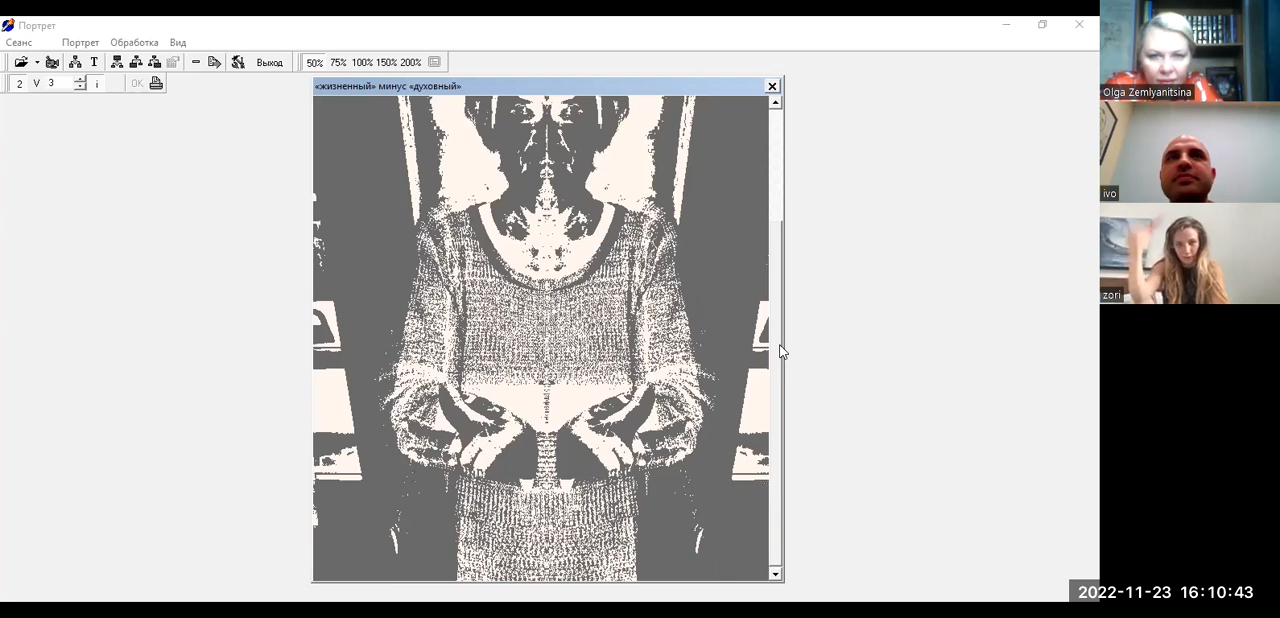 Портрет
Сеанс Портрет Обработка Вид
T Выход 50% 75% 100% 150% 200%
2 V 3 i OK
«жизненный» минус «духовный»
Olga Zemlyanitsina
ivo
zori
2022-11-23 16:10:43